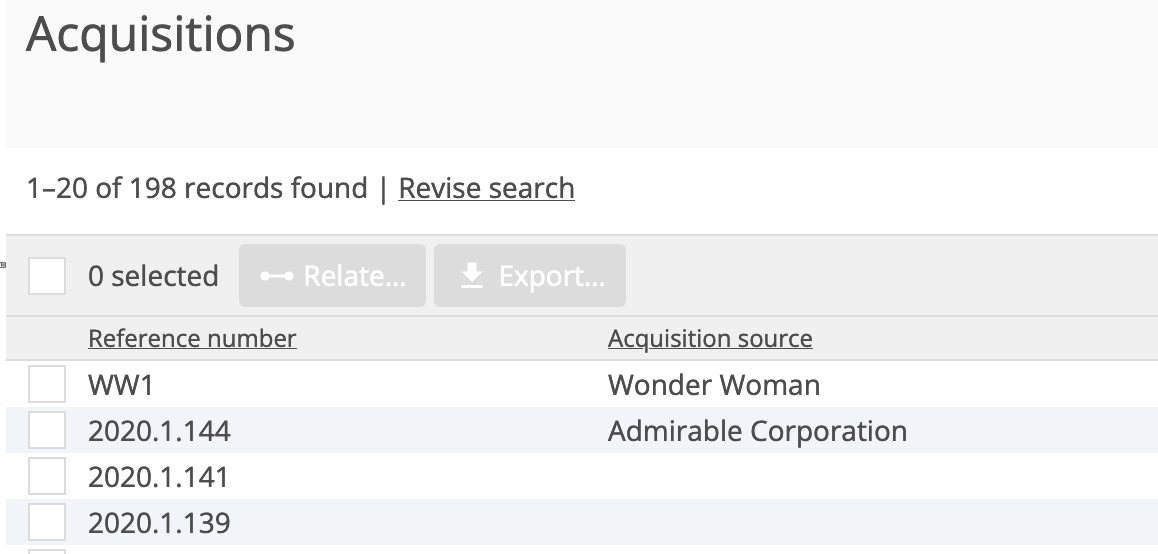 Acquisitions
1–20 of 198 records found | Revise search
0 selected Relate... Export...
Reference number Acquisition source
WW1 Wonder Woman
2020.1.144 Admirable Corporation
2020.1.141
2020.1.139